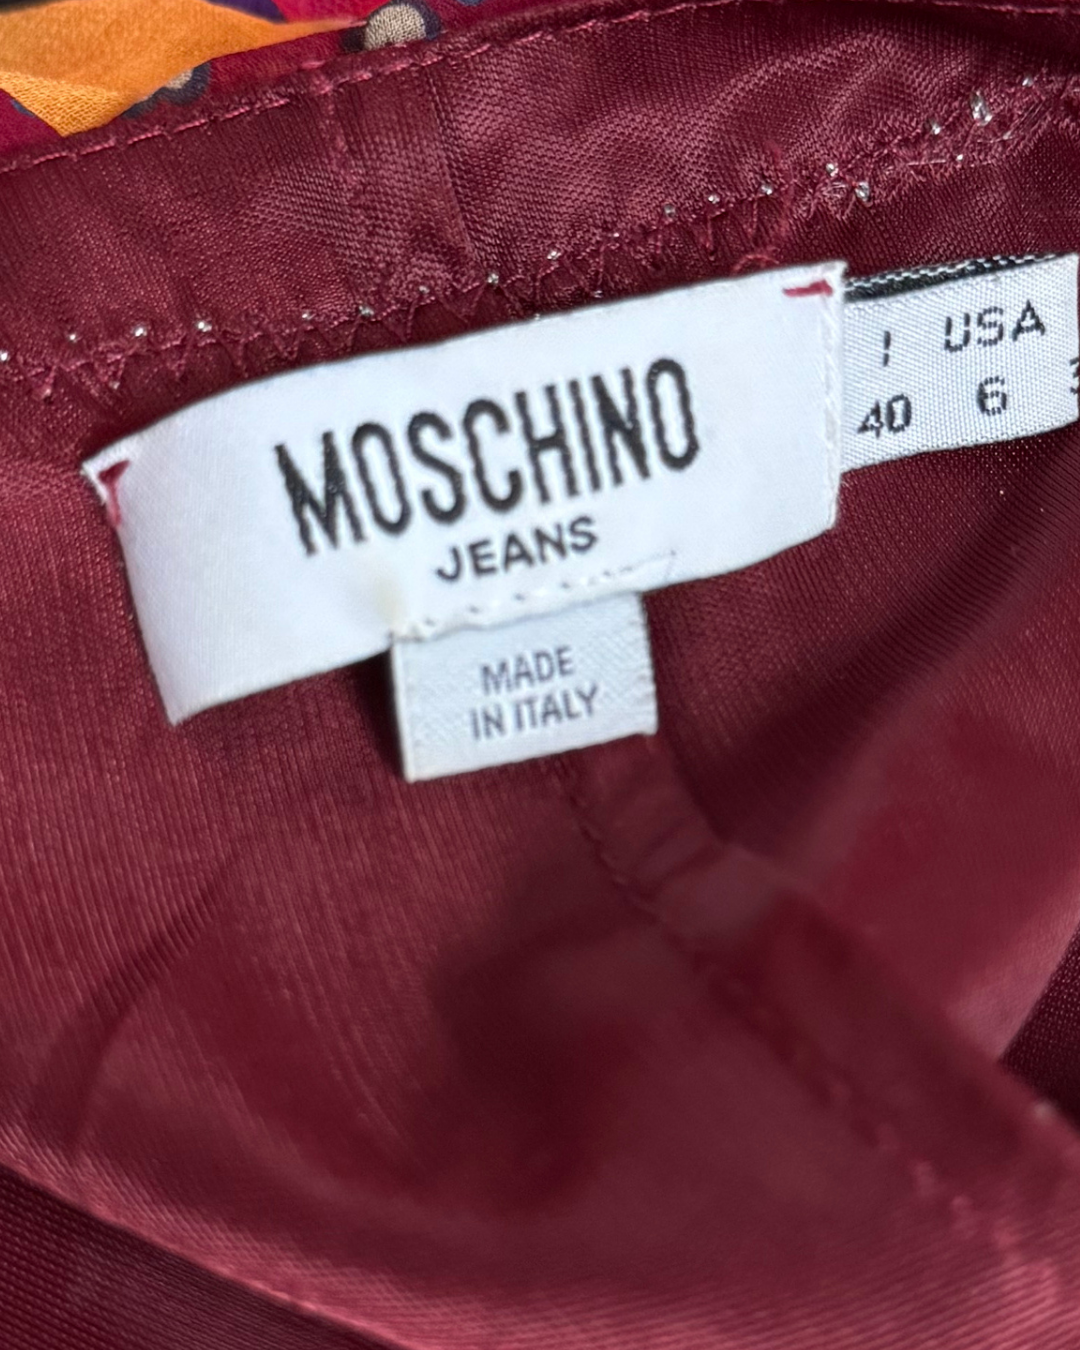 MOSCHINO
JEANS
MADE
IN ITALY
I USA
40 6